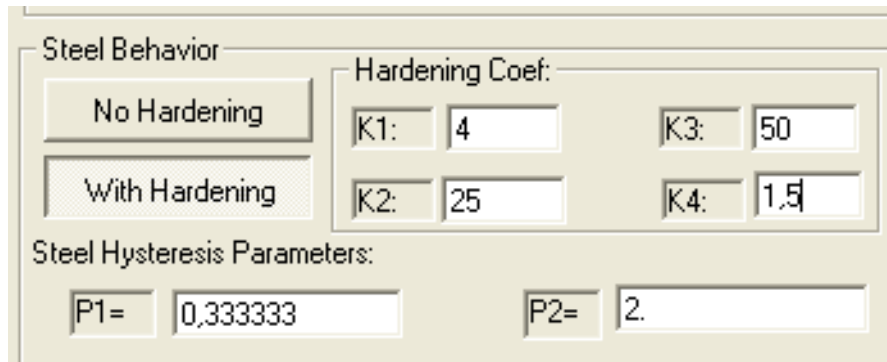 Steel Behavior
Hardening Coef:
No Hardening
K1: 4 K3: 50
With Hardening
K2: 25 K4: 1,5
Steel Hysteresis Parameters:
P1= 0,333333 P2= 2.